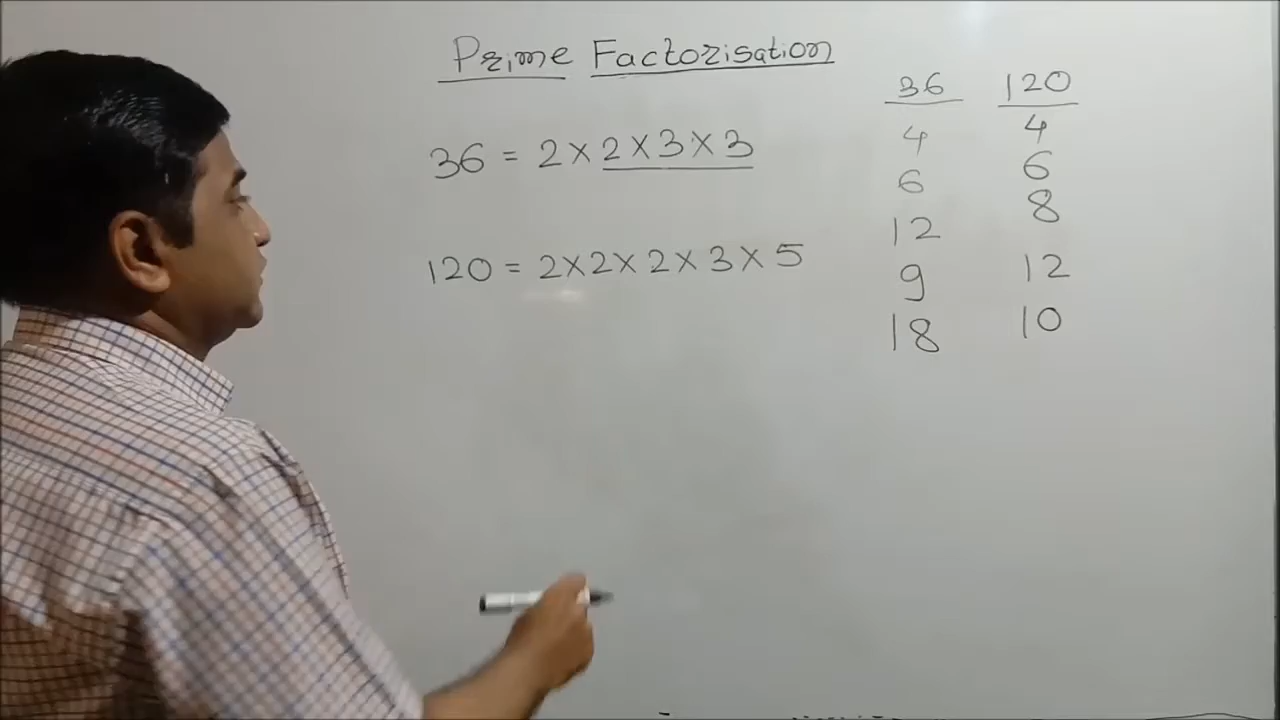 Prime Factorisation
36 = 2 × 2 × 3 × 3
120 = 2 × 2 × 2 × 3 × 5
36 120
4 4
6 6
12 8
9 12
18 10